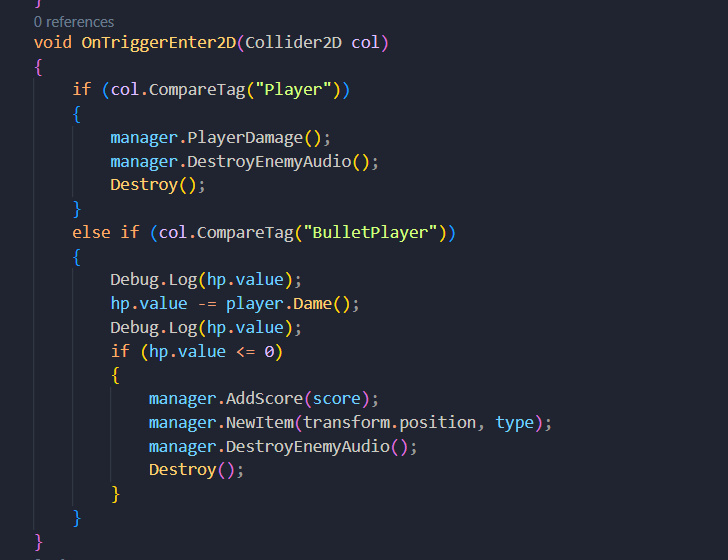 }
0 references
void OnTriggerEnter2D(Collider2D col)
{
if (col.CompareTag("Player"))
{
manager.PlayerDamage();
manager.DestroyEnemyAudio();
Destroy();
}
else if (col.CompareTag("BulletPlayer"))
{
Debug.Log(hp.value);
hp.value -= player.Dame();
Debug.Log(hp.value);
if (hp.value <= 0)
{
manager.AddScore(score);
manager.NewItem(transform.position, type);
manager.DestroyEnemyAudio();
Destroy();
}
}
}